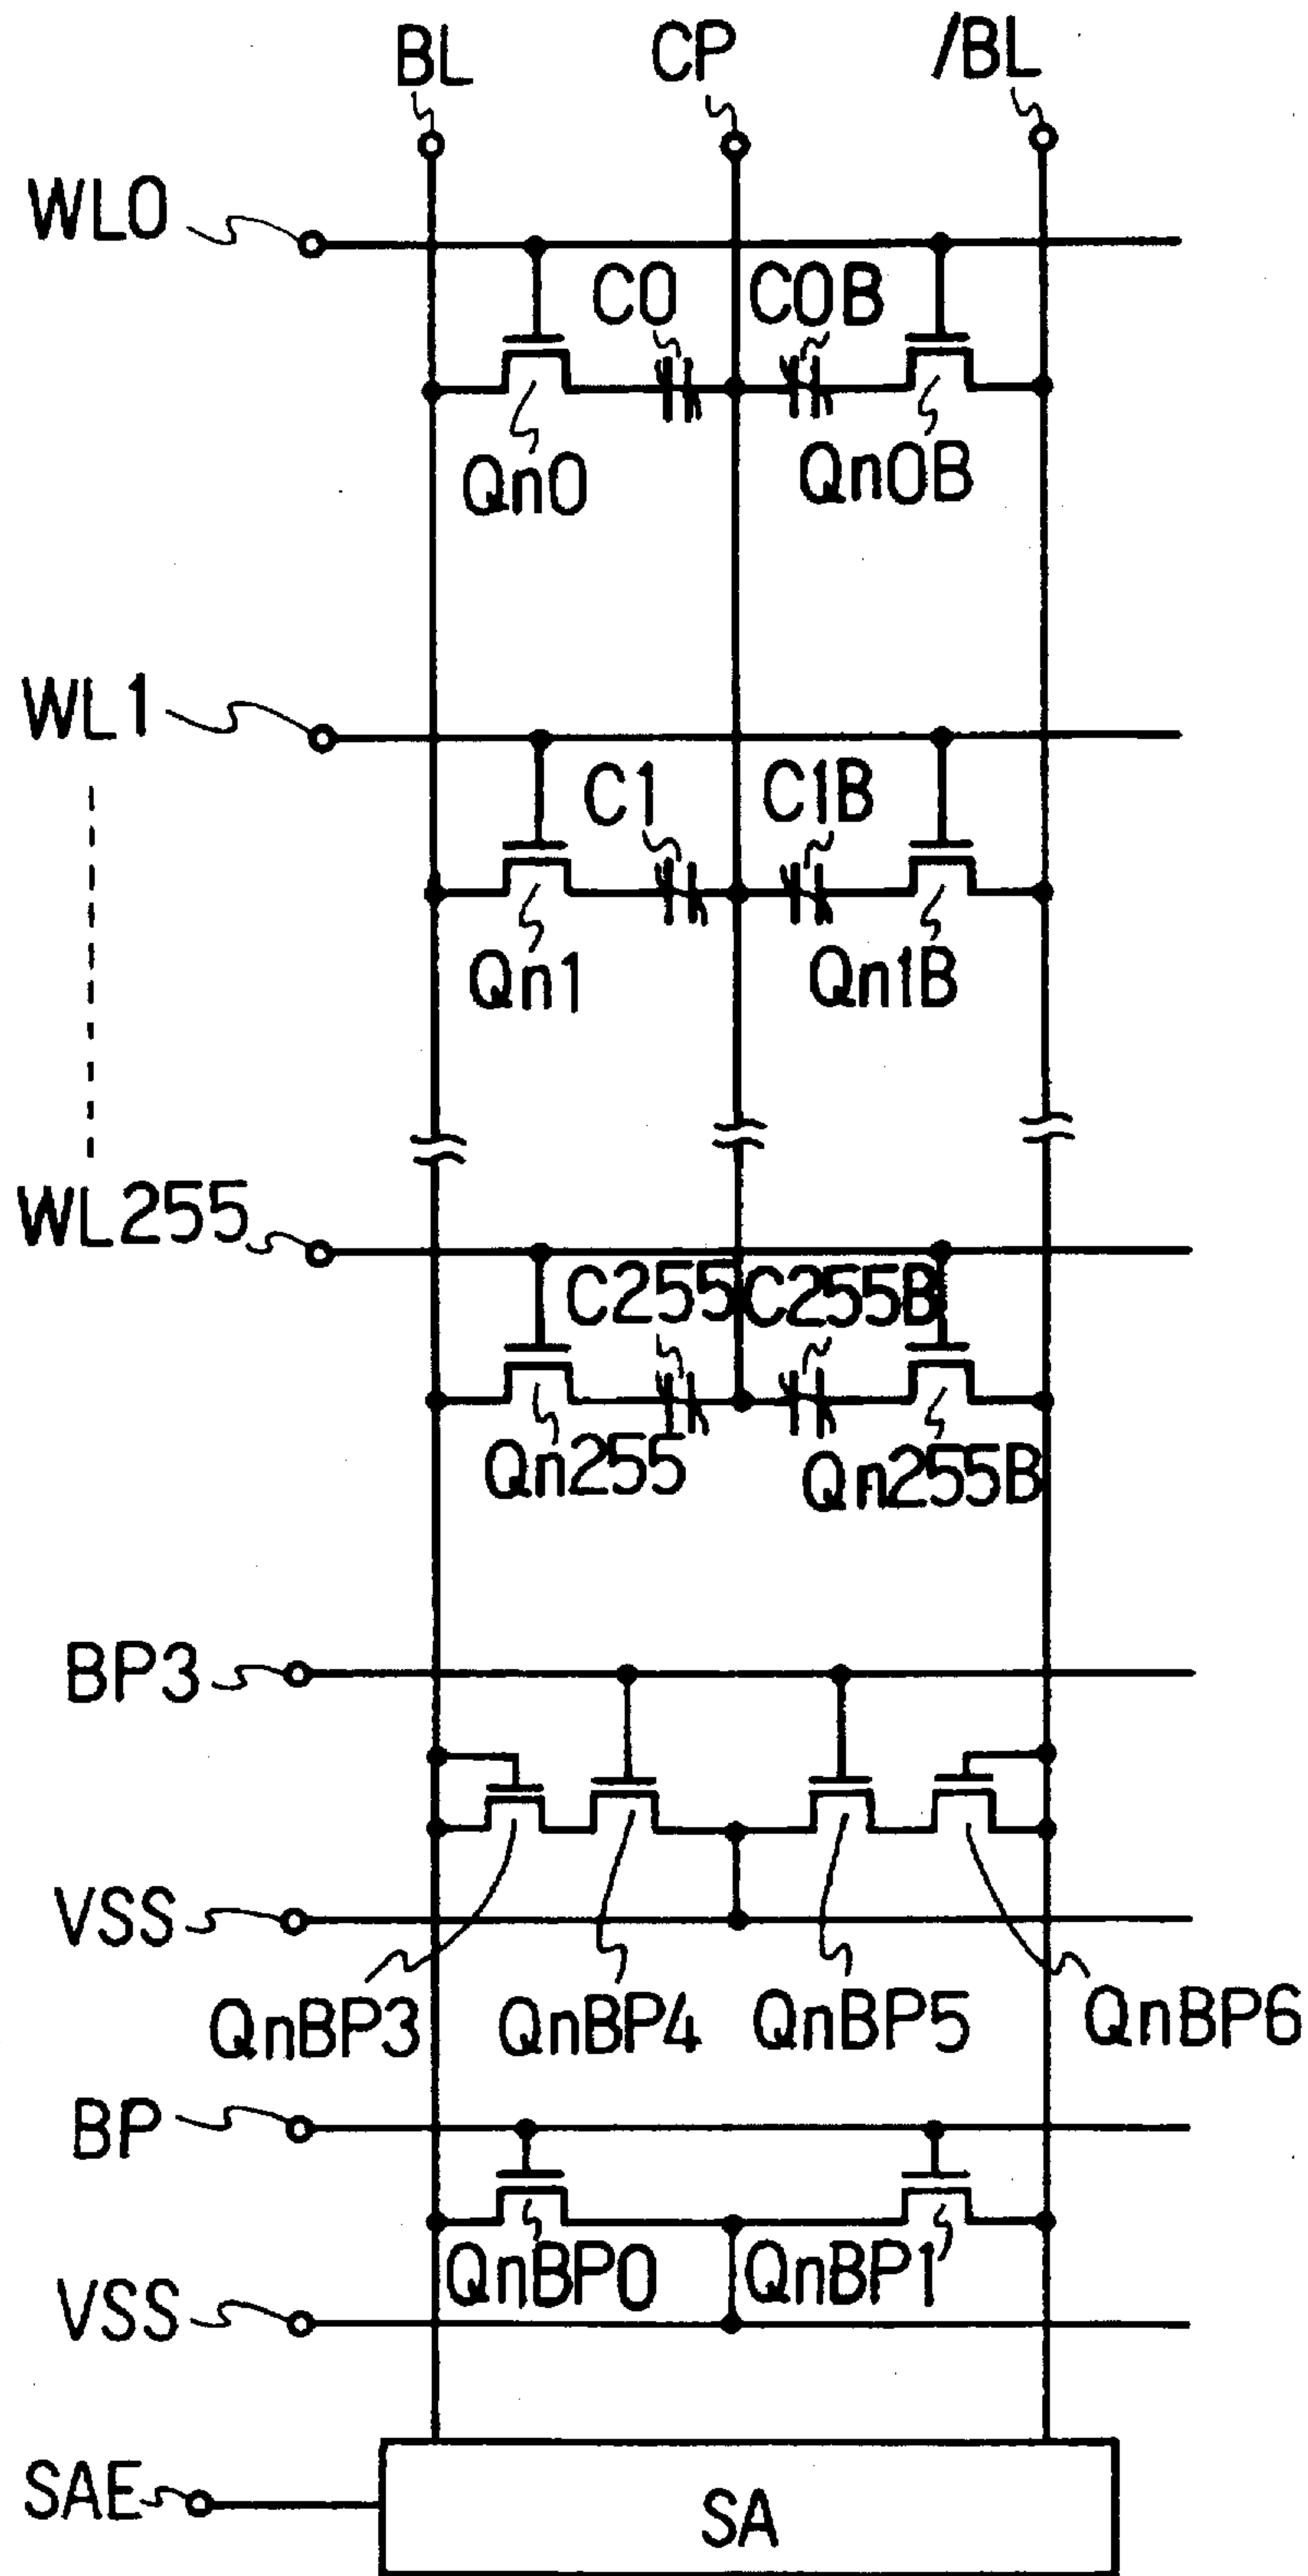 BL CP /BL
WL0
C0 C0B
Qn0 Qn0B
WL1
C1 C1B
Qn1 Qn1B
WL255
C255 C255B
Qn255 Qn255B
BP3
VSS
QnBP3 QnBP4 QnBP5 QnBP6
BP
QnBP0 QnBP1
VSS
SAE
SA